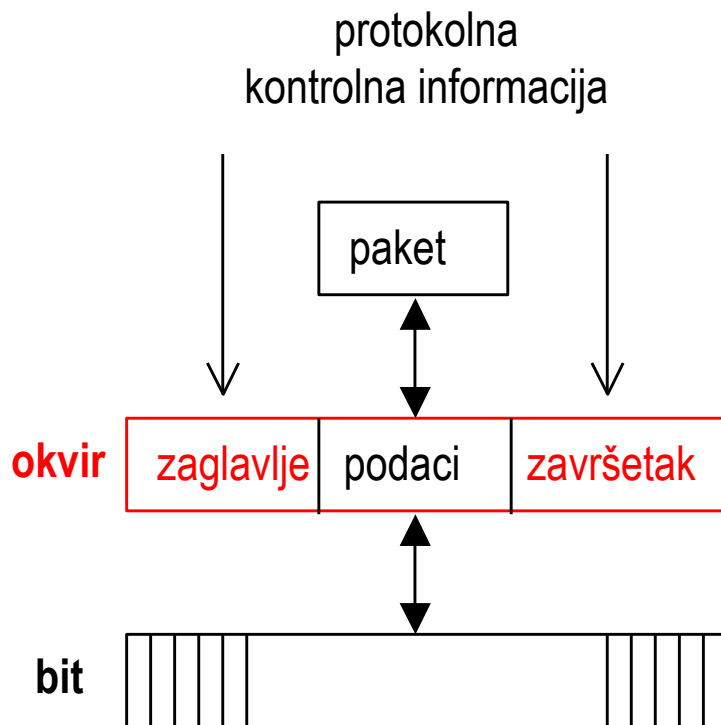 protokolna
kontrolna informacija
paket
okvir zaglavlje podaci završetak
bit